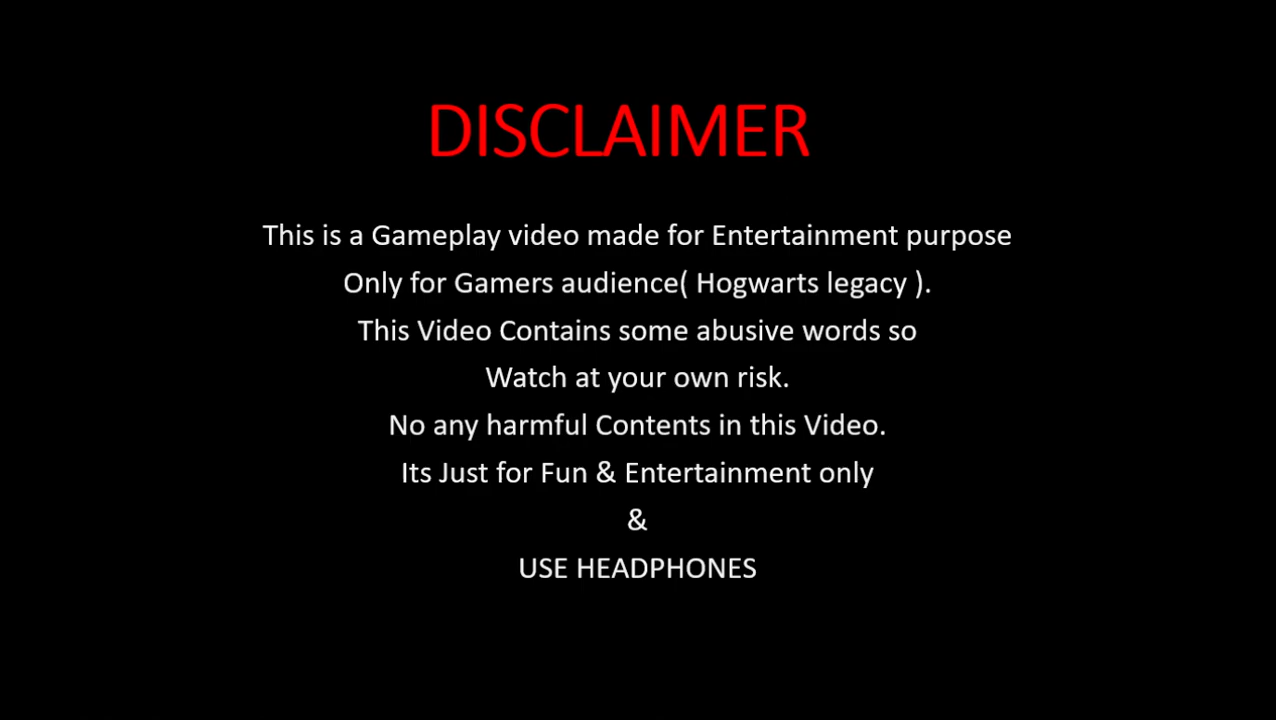 DISCLAIMER
This is a Gameplay video made for Entertainment purpose
Only for Gamers audience( Hogwarts legacy ).
This Video Contains some abusive words so
Watch at your own risk.
No any harmful Contents in this Video.
Its Just for Fun & Entertainment only
&
USE HEADPHONES